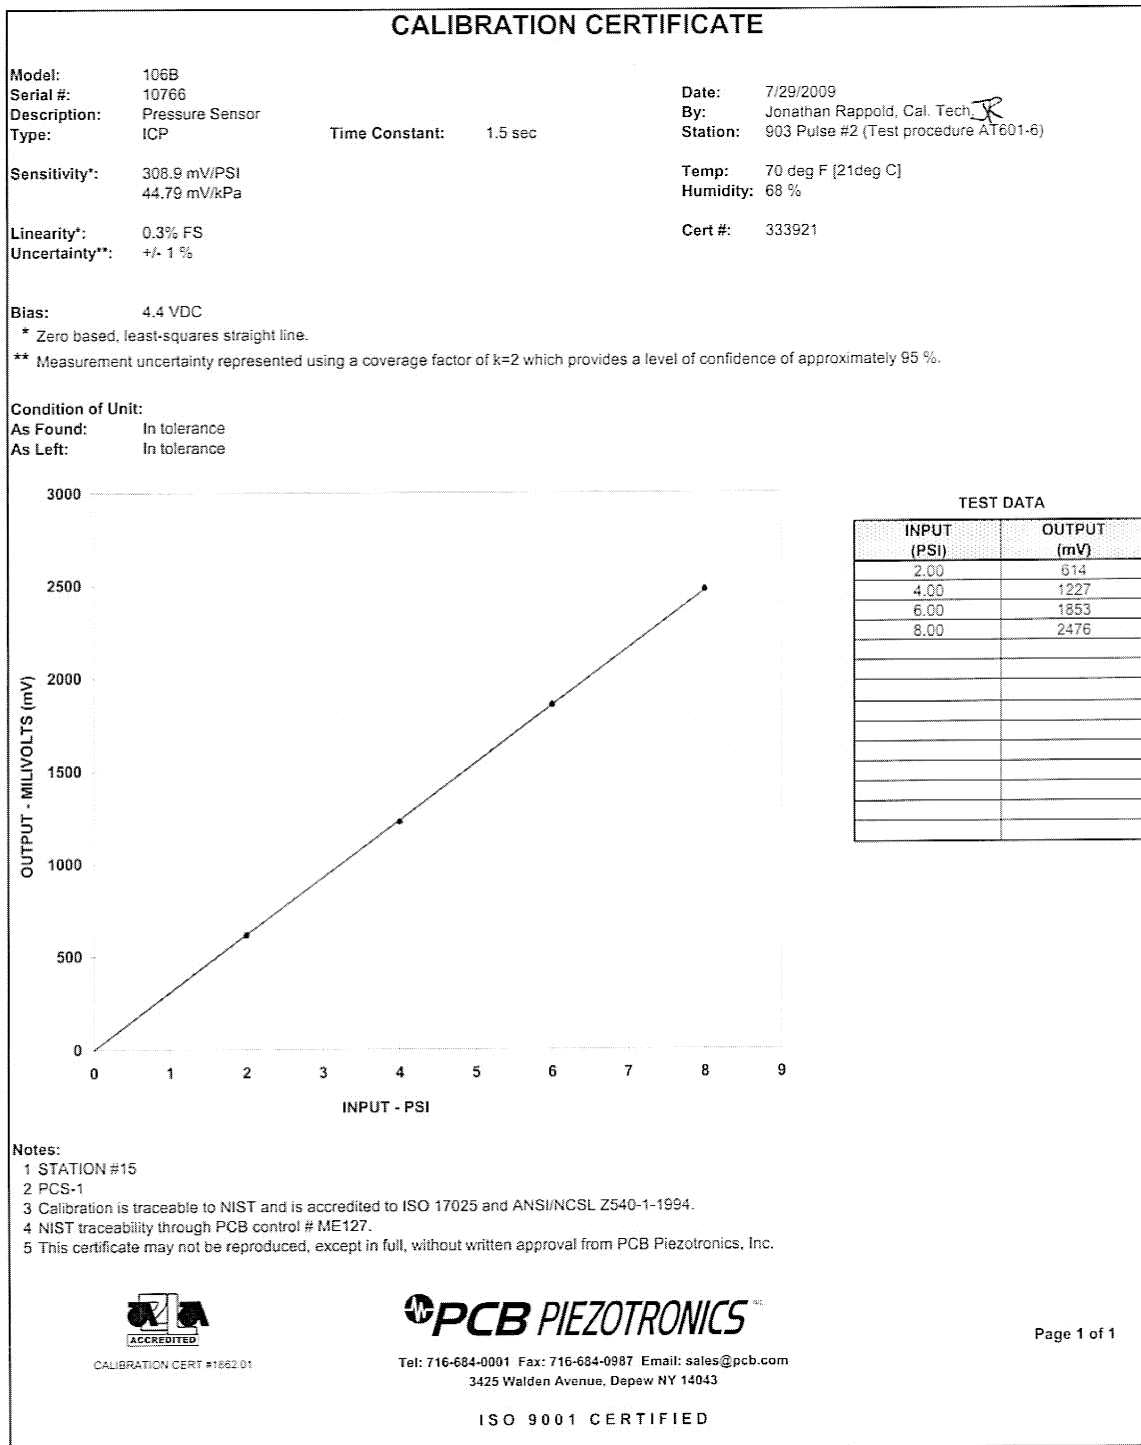 CALIBRATION CERTIFICATE
Model: 106B
Serial #: 10766
Description: Pressure Sensor
Type: ICP Time Constant: 1.5 sec
Date: 7/29/2009
By: Jonathan Rappold, Cal. Tech. JR
Station: 903 Pulse #2 (Test procedure AT601-6)
Sensitivity*: 308.9 mV/PSI
44.79 mV/kPa
Temp: 70 deg F [21deg C]
Humidity: 68 %
Linearity*: 0.3% FS
Uncertainty**: +/- 1 %
Cert #: 333921
Bias: 4.4 VDC
* Zero based, least-squares straight line.
** Measurement uncertainty represented using a coverage factor of k=2 which provides a level of confidence of approximately 95 %.
Condition of Unit:
As Found: In tolerance
As Left: In tolerance
3000
2500
2000
1500
1000
500
0
OUTPUT - MILIVOLTS (mV)
0 1 2 3 4 5 6 7 8 9
INPUT - PSI
TEST DATA
INPUT (PSI) OUTPUT (mV)
2.00 614
4.00 1227
6.00 1853
8.00 2476
Notes:
1 STATION #15
2 PCS-1
3 Calibration is traceable to NIST and is accredited to ISO 17025 and ANSI/NCSL Z540-1-1994.
4 NIST traceability through PCB control # ME127.
5 This certificate may not be reproduced, except in full, without written approval from PCB Piezotronics, Inc.
A2LA
ACCREDITED
CALIBRATION CERT #1862.01
PCB PIEZOTRONICS
Tel: 716-684-0001 Fax: 716-684-0987 Email: sales@pcb.com
3425 Walden Avenue, Depew NY 14043
ISO 9001 CERTIFIED
Page 1 of 1